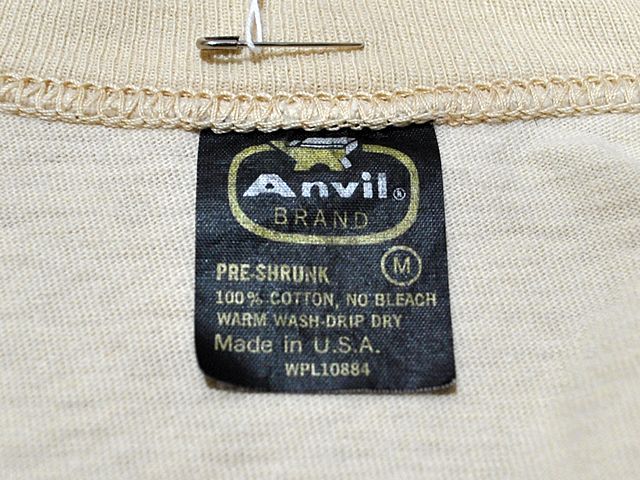 Anvil®
BRAND
M
PRE-SHRUNK
100% COTTON, NO BLEACH
WARM WASH-DRIP DRY
Made in U.S.A.
WPL10884